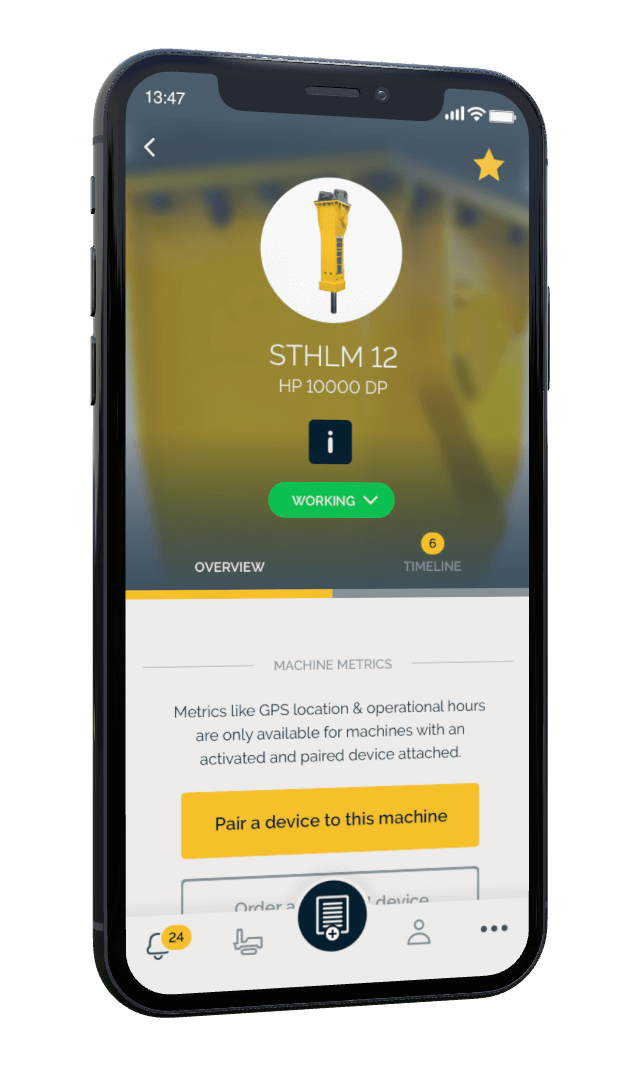 13:47
STHLM 12
HP 10000 DP
i
WORKING
6
OVERVIEW
TIMELINE
MACHINE METRICS
Metrics like GPS location & operational hours
are only available for machines with an
activated and paired device attached.
Pair a device to this machine
Order a device
24